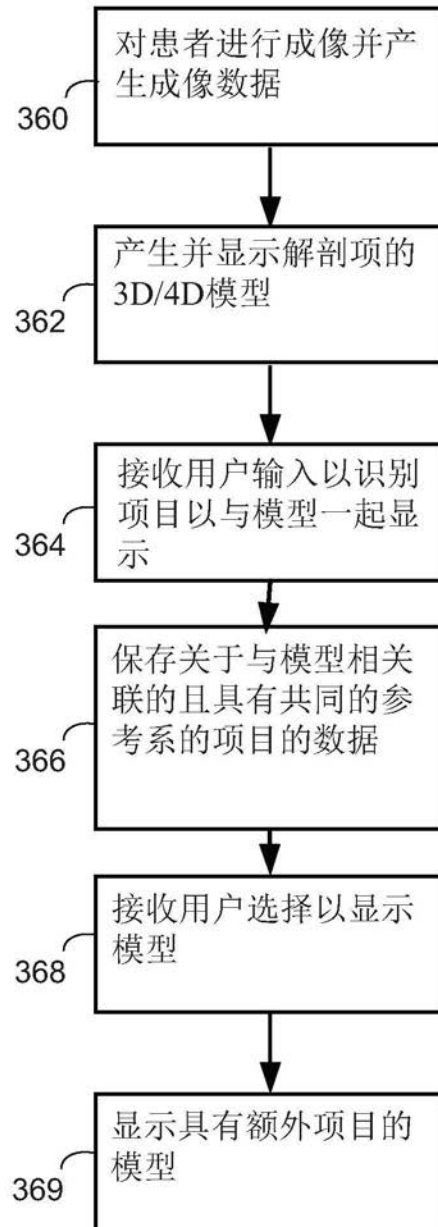 对患者进行成像并产
生成像数据
360
产生并显示解剖项的
3D/4D模型
362
接收用户输入以识别
项目以与模型一起显
示
364
保存关于与模型相关
联的且具有共同的参
考系的项目的数据
366
接收用户选择以显示
模型
368
显示具有额外项目的
模型
369